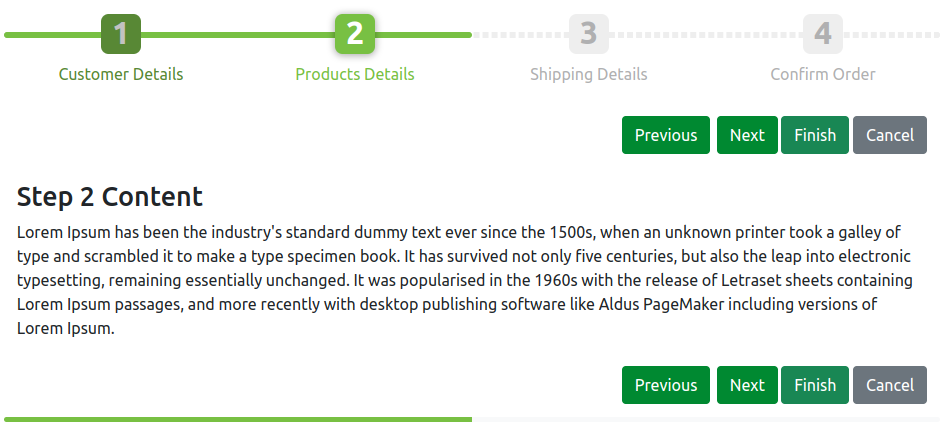 1 2 3 4
Customer Details Products Details Shipping Details Confirm Order
Previous Next Finish Cancel
Step 2 Content
Lorem Ipsum has been the industry's standard dummy text ever since the 1500s, when an unknown printer took a galley of
type and scrambled it to make a type specimen book. It has survived not only five centuries, but also the leap into electronic
typesetting, remaining essentially unchanged. It was popularised in the 1960s with the release of Letraset sheets containing
Lorem Ipsum passages, and more recently with desktop publishing software like Aldus PageMaker including versions of
Lorem Ipsum.
Previous Next Finish Cancel